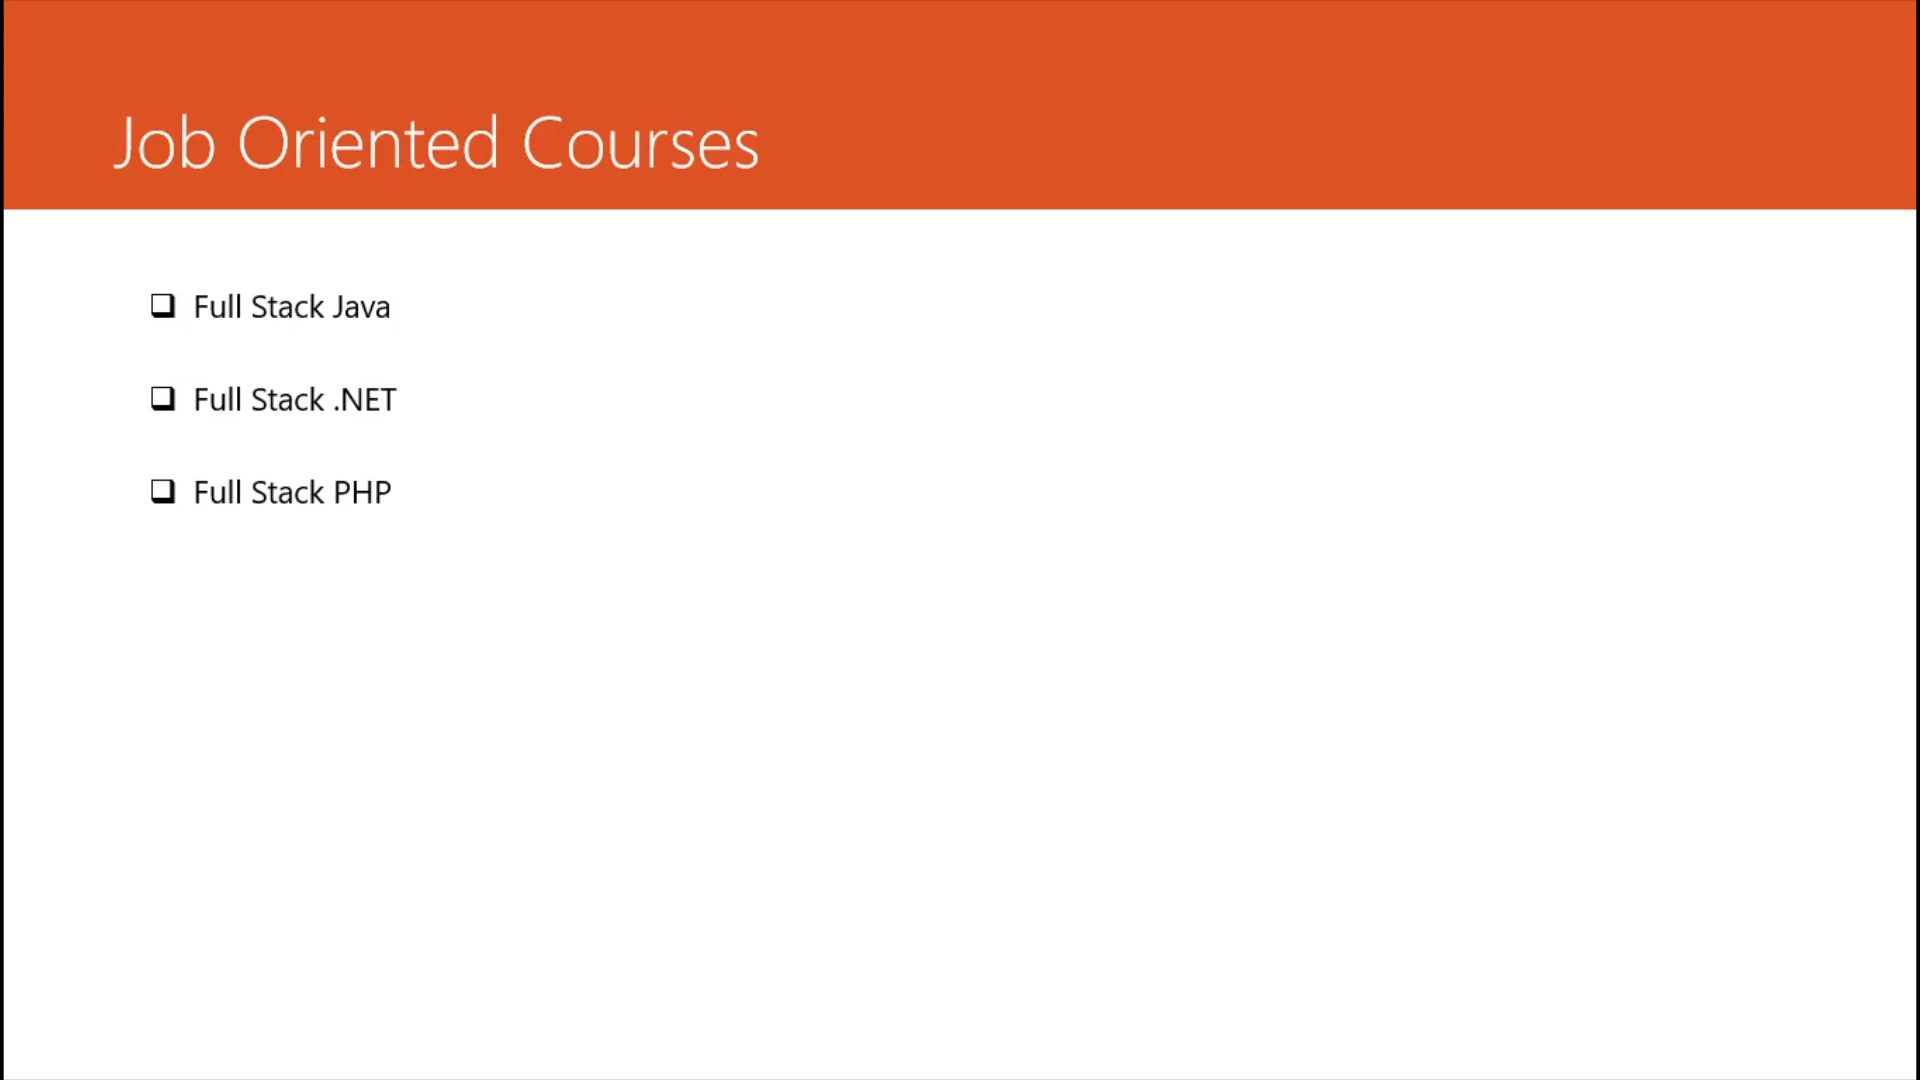 Job Oriented Courses
❑ Full Stack Java
❑ Full Stack .NET
❑ Full Stack PHP